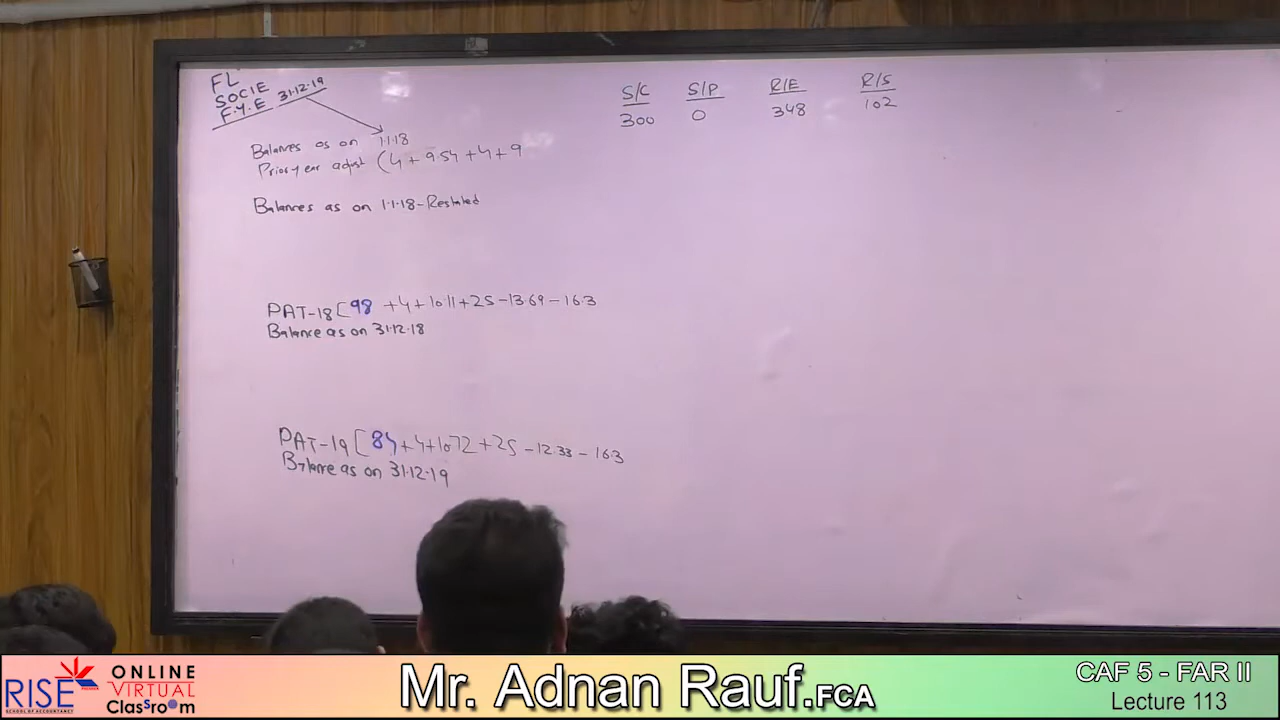 FL
SOCIE
F.Y.E 31.12.19
S/C S/P R/E R/S
300 0 348 102
Balances as on 1.1.18
Prior year adjust (4 + 9.54 + 4 + 9
Balances as on 1.1.18-Restated
PAT-18 [98 +4+10.11+25-13.69-16.3
Balance as on 31.12.18
PAT-19 [84+4+10.72+25-12.33-16.3
Balance as on 31.12.19
RISE
SCHOOL OF ACCOUNTANCY
ONLINE
VIRTUAL
ClasSroom
Mr. Adnan Rauf.FCA
CAF 5 - FAR II
Lecture 113